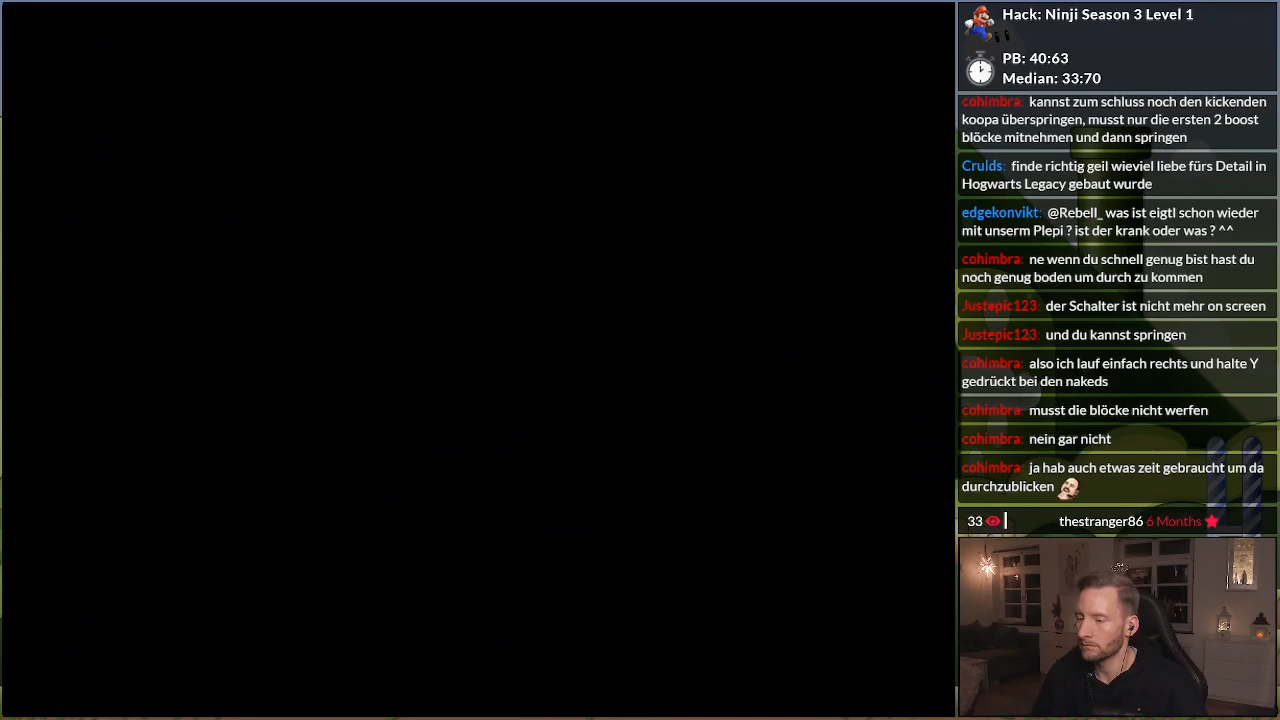 Hack: Ninji Season 3 Level 1
PB: 40:63
Median: 33:70
cohimbra: kannst zum schluss noch den kickenden
koopa überspringen, musst nur die ersten 2 boost
blöcke mitnehmen und dann springen
Crulds: finde richtig geil wieviel liebe fürs Detail in
Hogwarts Legacy gebaut wurde
edgekonvikt: @Rebell_ was ist eigtl schon wieder
mit unserm Plepi ? ist der krank oder was ? ^^
cohimbra: ne wenn du schnell genug bist hast du
noch genug boden um durch zu kommen
Justepic123: der Schalter ist nicht mehr on screen
Justepic123: und du kannst springen
cohimbra: also ich lauf einfach rechts und halte Y
gedrückt bei den nakeds
cohimbra: musst die blöcke nicht werfen
cohimbra: nein gar nicht
cohimbra: ja hab auch etwas zeit gebraucht um da
durchzublicken
33 thestranger86 6 Months